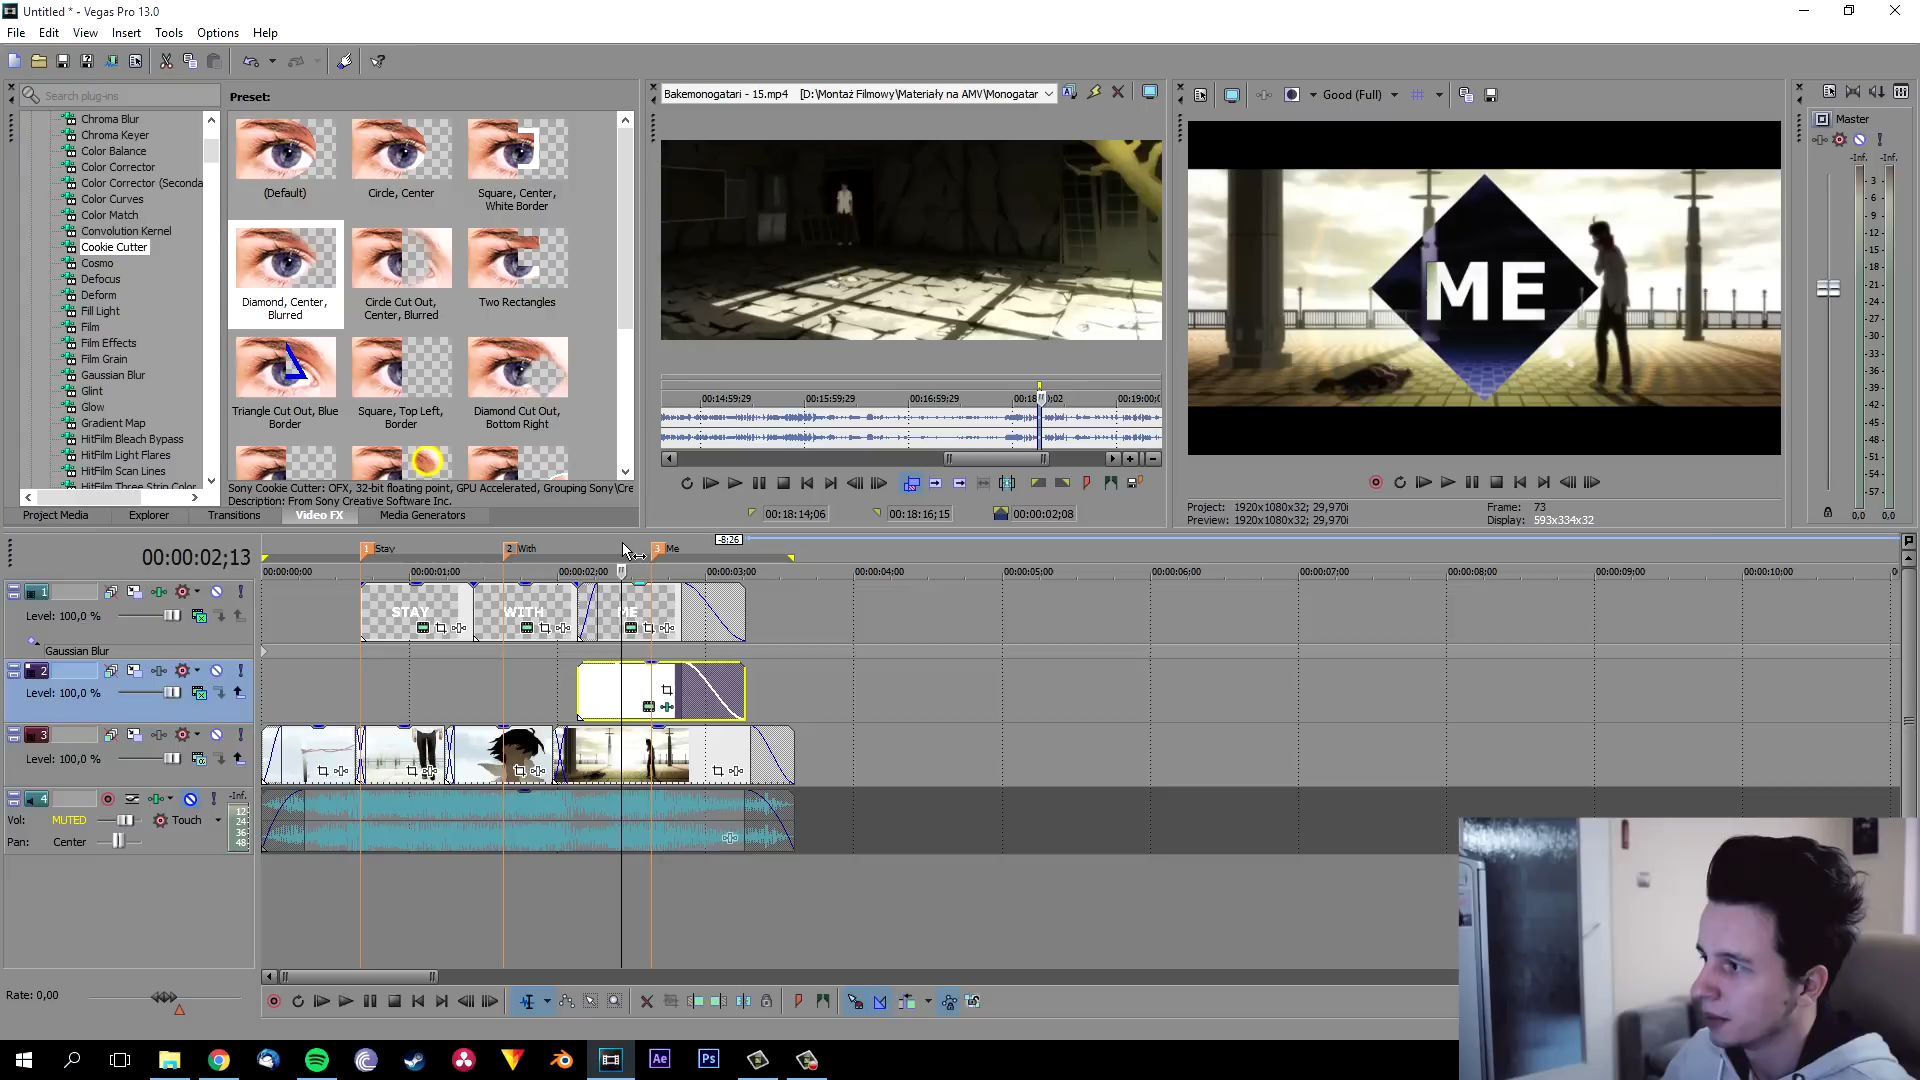 Untitled * - Vegas Pro 13.0
File Edit View Insert Tools Options Help
Search plug-ins
Preset:
Chroma Blur
Chroma Keyer
Color Balance
Color Corrector
Color Corrector (Seconda
Color Curves
Color Match
Convolution Kernel
Cookie Cutter
Cosmo
Defocus
Deform
Fill Light
Film
Film Effects
Film Grain
Gaussian Blur
Glint
Glow
Gradient Map
HitFilm Bleach Bypass
HitFilm Light Flares
HitFilm Scan Lines
HitFilm Three Strip Color
(Default)
Circle, Center
Square, Center, White Border
Diamond, Center, Blurred
Circle Cut Out, Center, Blurred
Two Rectangles
Triangle Cut Out, Blue Border
Square, Top Left, Border
Diamond Cut Out, Bottom Right
Sony Cookie Cutter: OFX, 32-bit floating point, GPU Accelerated, Grouping Sony\Cre
Description: From Sony Creative Software Inc.
Project Media Explorer Transitions Video FX Media Generators
Bakemonogatari - 15.mp4 [D:\Montaż Filmowy\Materiały na AMV\Monogatar
00:14:59;29 00:15:59;29 00:16:59;29 00:18 0;02 00:19:00;0
00:18:14;06 00:18:16;15 00:00:02;08
Good (Full)
ME
Project: 1920x1080x32; 29,970i Frame: 73
Preview: 1920x1080x32; 29,970i Display: 593x334x32
Master
-Inf. -Inf.
3
6
9
12
15
18
21
24
27
30
33
36
39
42
45
48
51
54
57
0,0 0,0
00:00:02;13
1 Stay 2 With 3 Me
-8:26
00:00:00;00 00:00:01;00 00:00:02;00 00:00:03;00 00:00:04;00 00:00:05;00 00:00:06;00 00:00:07;00 00:00:08;00 00:00:09;00 00:00:10;00
1
Level: 100,0 %
STAY WITH ME
Gaussian Blur
2
Level: 100,0 %
3
Level: 100,0 %
4
-Inf.
Vol: MUTED Touch
Pan: Center
12
24
36
48
Rate: 0,00
Ae Ps